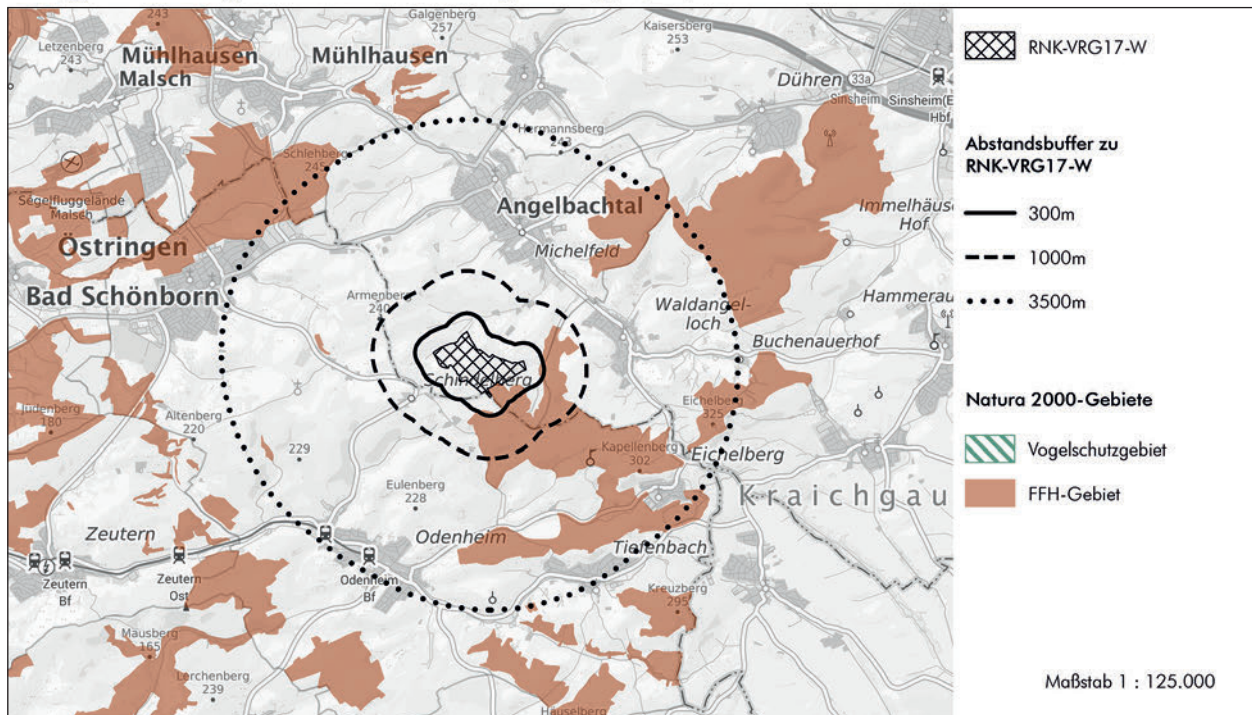 243
Letzenberg
243
Mühlhausen
Malsch
Galgenberg
257
Mühlhausen
Kaisersberg
253
Dühren
33a
Sinsheim
Sinsheim(E
Hbf
Hermannsberg
243
Schlehberg
245
Segelfluggelände
Malsch
Östringen
Angelbachtal
Immelhäuse
Hof
Michelfeld
Bad Schönborn
Armenberg
240
Waldangel-
loch
Hammerau
Buchenauerhof
Schindelberg
Judenberg
180
Altenberg
220
Eichelberg
325
229
Kapellenberg
302
Eichelberg
Eulenberg
228
Kraichgau
Zeutern
Odenheim
Tiefenbach
Zeutern
Bf
Zeutern
Ost
Odenheim
Bf
Kreuzberg
295
Mausberg
165
Lerchenberg
239
Häuselberg
RNK-VRG17-W
Abstandsbuffer zu
RNK-VRG17-W
300m
1000m
3500m
Natura 2000-Gebiete
Vogelschutzgebiet
FFH-Gebiet
Maßstab 1 : 125.000